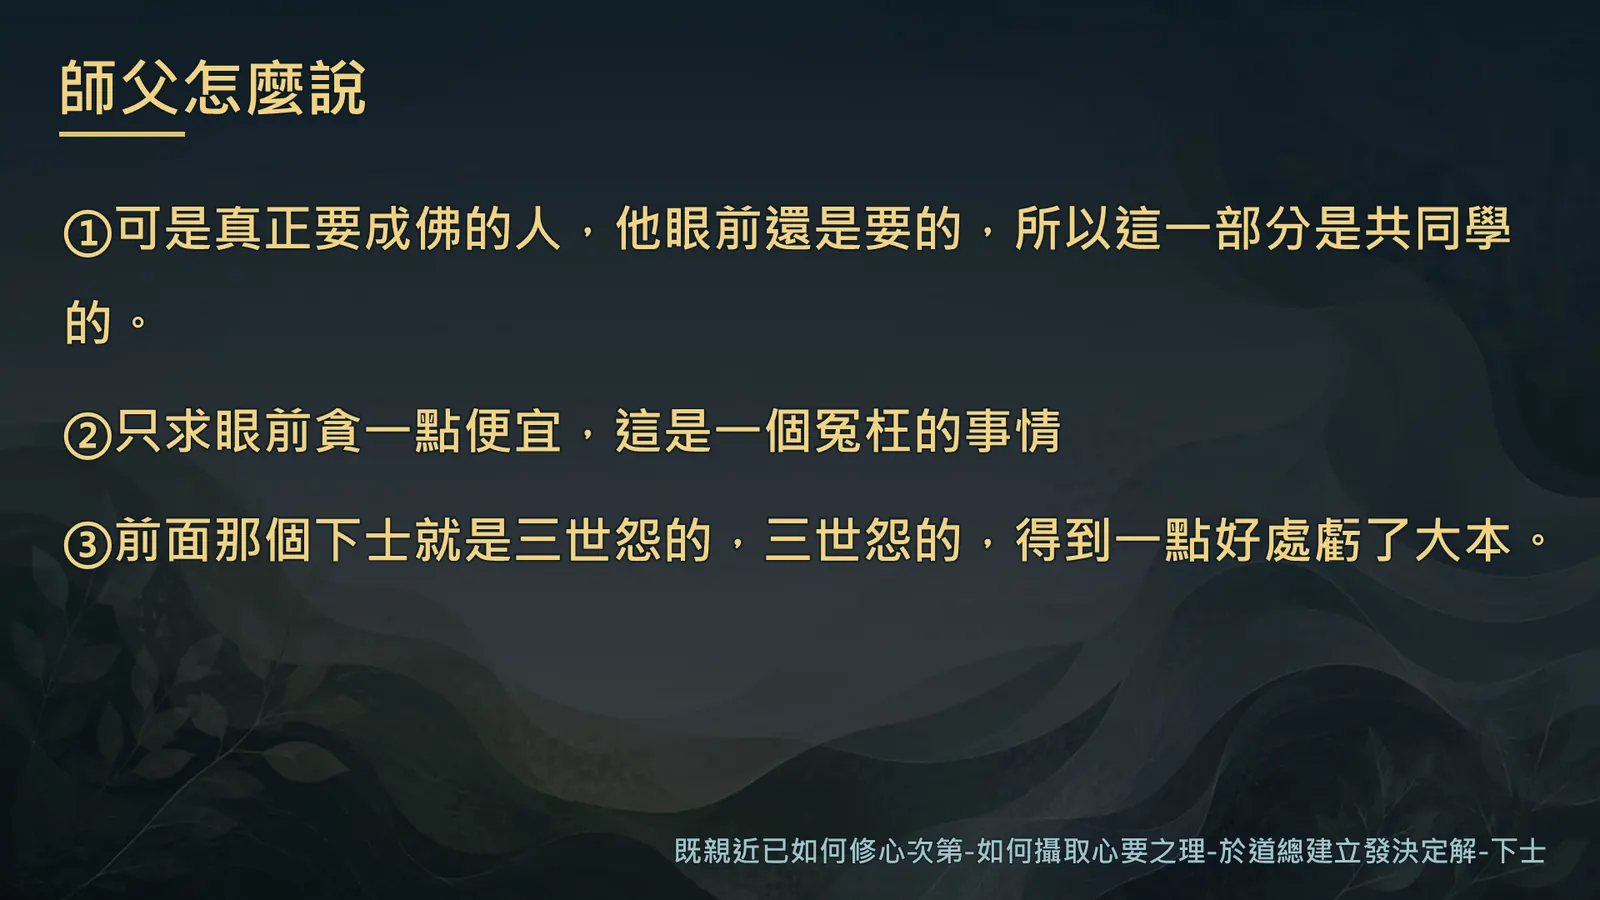 師父怎麼說
①可是真正要成佛的人，他眼前還是要的，所以這一部分是共同學
的。
②只求眼前貪一點便宜，這是一個冤枉的事情
③前面那個下士就是三世怨的，三世怨的，得到一點好處虧了大本。
既親近已如何修心次第-如何攝取心要之理-於道總建立發決定解-下士